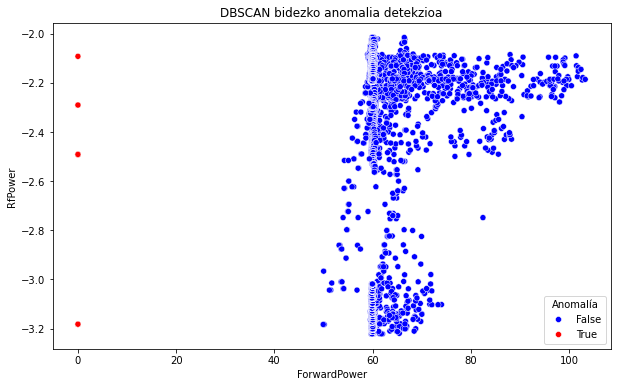 DBSCAN bidezko anomalia detekzioa
−2.0
−2.2
−2.4
−2.6
−2.8
−3.0
−3.2
RfPower
0
20
40
60
80
100
ForwardPower
Anomalía
False
True